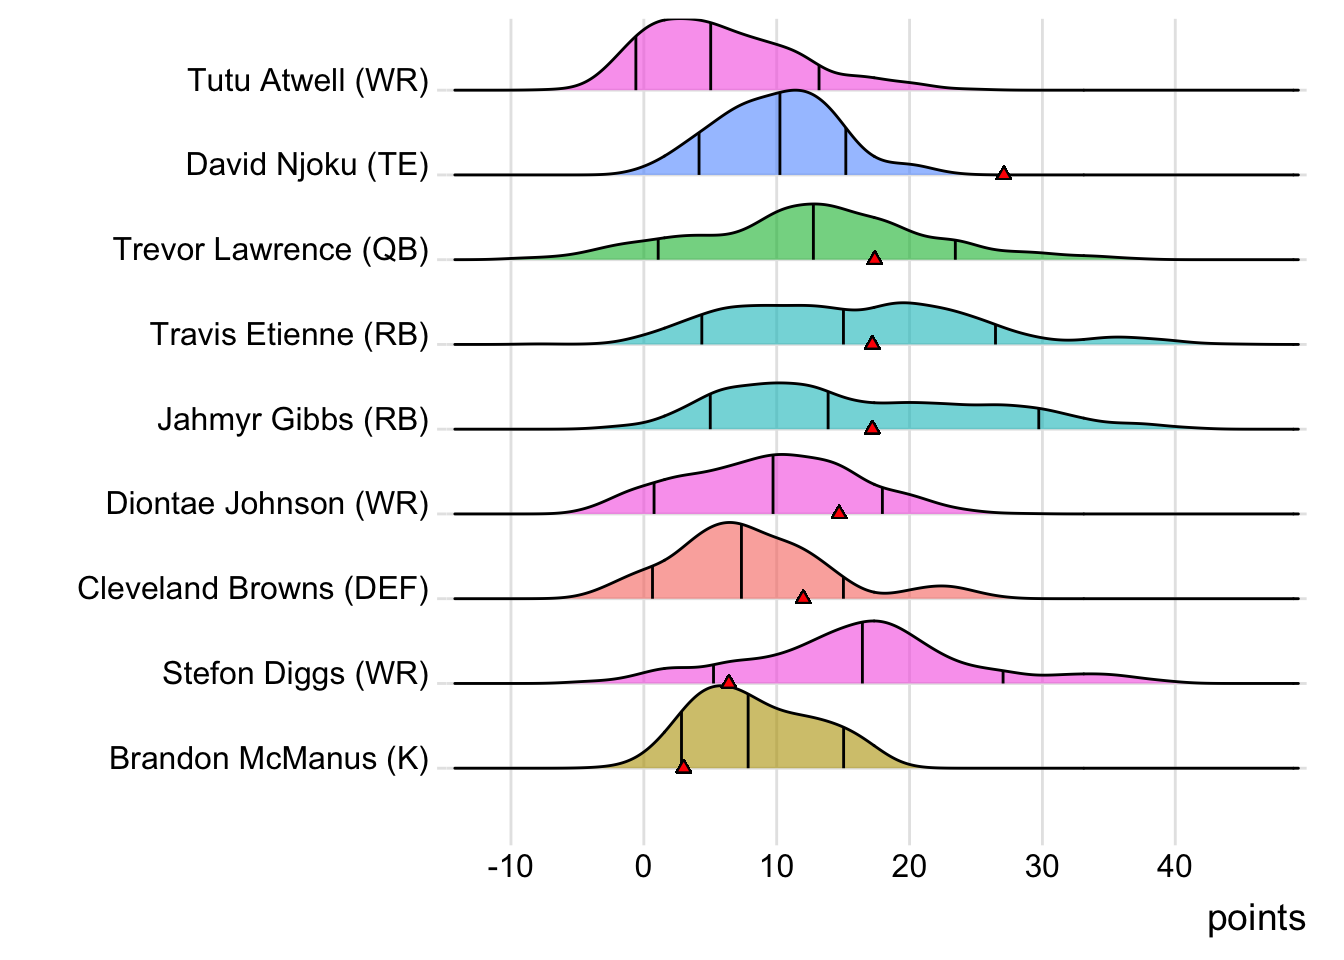 Tutu Atwell (WR)
David Njoku (TE)
Trevor Lawrence (QB)
Travis Etienne (RB)
Jahmyr Gibbs (RB)
Diontae Johnson (WR)
Cleveland Browns (DEF)
Stefon Diggs (WR)
Brandon McManus (K)
-10 0 10 20 30 40
points